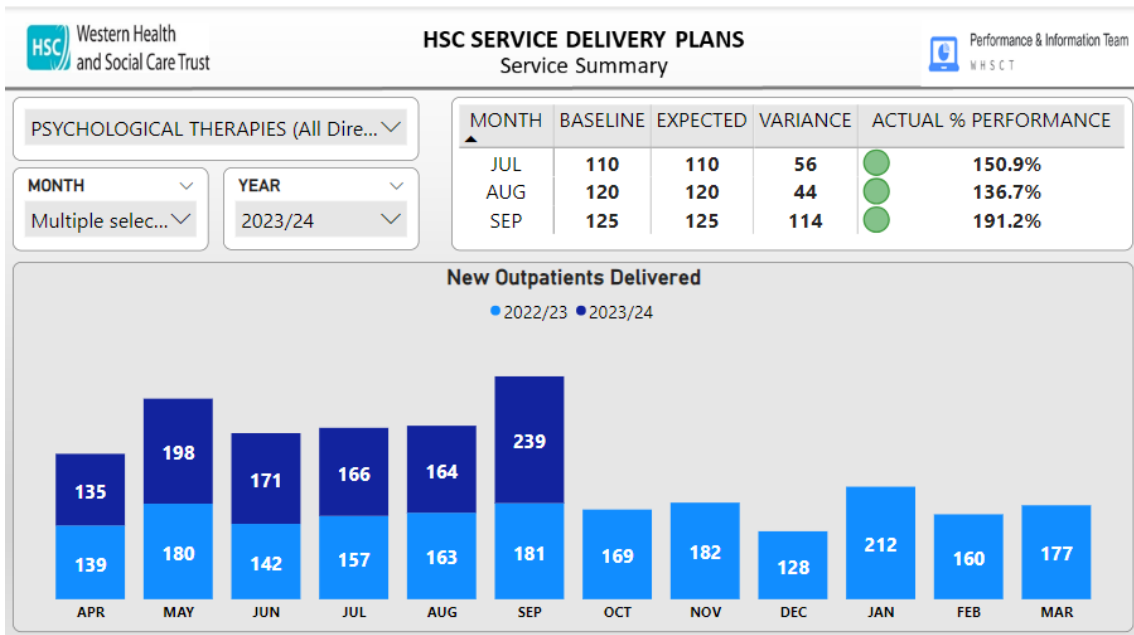 HSC
Western Health
and Social Care Trust
HSC SERVICE DELIVERY PLANS
Service Summary
Performance & Information Team
WHSCT
PSYCHOLOGICAL THERAPIES (All Dire...
MONTH
Multiple selec...
YEAR
2023/24
MONTH BASELINE EXPECTED VARIANCE ACTUAL % PERFORMANCE
JUL 110 110 56 150.9%
AUG 120 120 44 136.7%
SEP 125 125 114 191.2%
New Outpatients Delivered
2022/23 2023/24
135 198 171 166 164 239
139 180 142 157 163 181 169 182 128 212 160 177
APR MAY JUN JUL AUG SEP OCT NOV DEC JAN FEB MAR